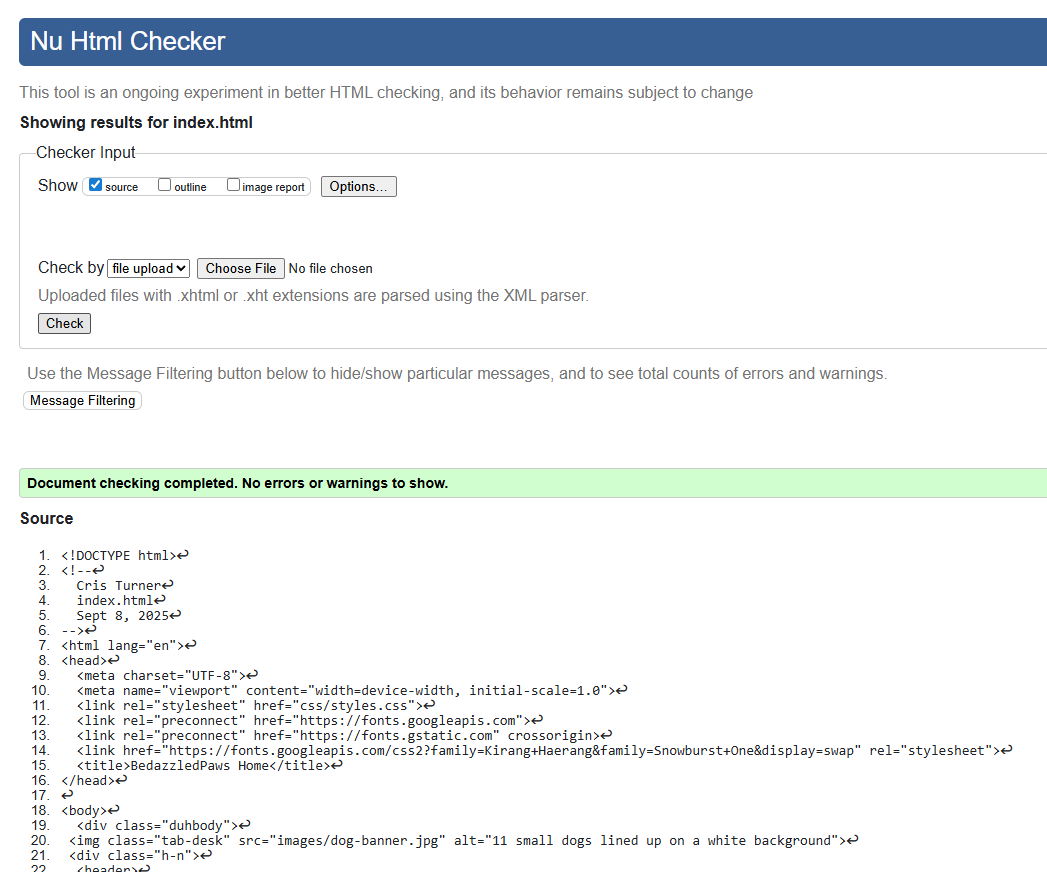 Nu Html Checker
This tool is an ongoing experiment in better HTML checking, and its behavior remains subject to change
Showing results for index.html
Checker Input
Show source outline image report Options...
Check by file upload Choose File No file chosen
Uploaded files with .xhtml or .xht extensions are parsed using the XML parser.
Check
Use the Message Filtering button below to hide/show particular messages, and to see total counts of errors and warnings.
Message Filtering
Document checking completed. No errors or warnings to show.
Source
1. <!DOCTYPE html>↩
2. <!--↩
3. Cris Turner↩
4. index.html↩
5. Sept 8, 2025↩
6. -->↩
7. <html lang="en">↩
8. <head>↩
9. <meta charset="UTF-8">↩
10. <meta name="viewport" content="width=device-width, initial-scale=1.0">↩
11. <link rel="stylesheet" href="css/styles.css">↩
12. <link rel="preconnect" href="https://fonts.googleapis.com">↩
13. <link rel="preconnect" href="https://fonts.gstatic.com" crossorigin>↩
14. <link href="https://fonts.googleapis.com/css2?family=Kirang+Haerang&family=Snowburst+One&display=swap" rel="stylesheet">↩
15. <title>BedazzledPaws Home</title>↩
16. </head>↩
17. ↩
18. <body>↩
19. <div class="duhbody">↩
20. <img class="tab-desk" src="images/dog-banner.jpg" alt="11 small dogs lined up on a white background">↩
21. <div class="h-n">↩
22. <header>↩